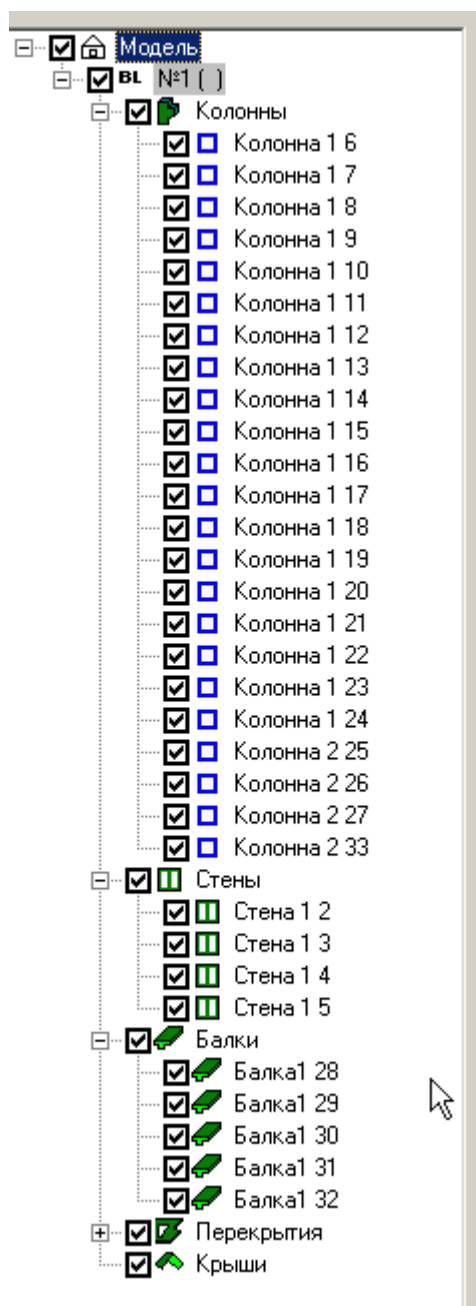 Модель
BL №1 ( )
Колонны
Колонна 1 6
Колонна 1 7
Колонна 1 8
Колонна 1 9
Колонна 1 10
Колонна 1 11
Колонна 1 12
Колонна 1 13
Колонна 1 14
Колонна 1 15
Колонна 1 16
Колонна 1 17
Колонна 1 18
Колонна 1 19
Колонна 1 20
Колонна 1 21
Колонна 1 22
Колонна 1 23
Колонна 1 24
Колонна 2 25
Колонна 2 26
Колонна 2 27
Колонна 2 33
Стены
Стена 1 2
Стена 1 3
Стена 1 4
Стена 1 5
Балки
Балка1 28
Балка1 29
Балка1 30
Балка1 31
Балка1 32
Перекрытия
Крыши